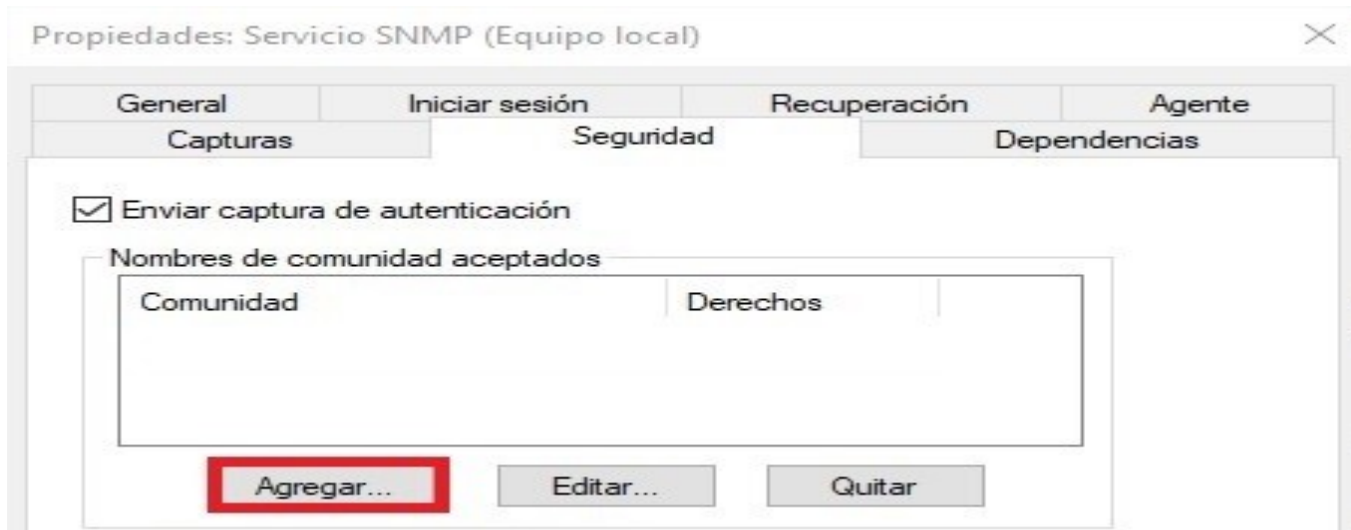 Propiedades: Servicio SNMP (Equipo local)
General Iniciar sesión Recuperación Agente
Capturas Seguridad Dependencias
Enviar captura de autenticación
Nombres de comunidad aceptados
Comunidad Derechos
Agregar... Editar... Quitar